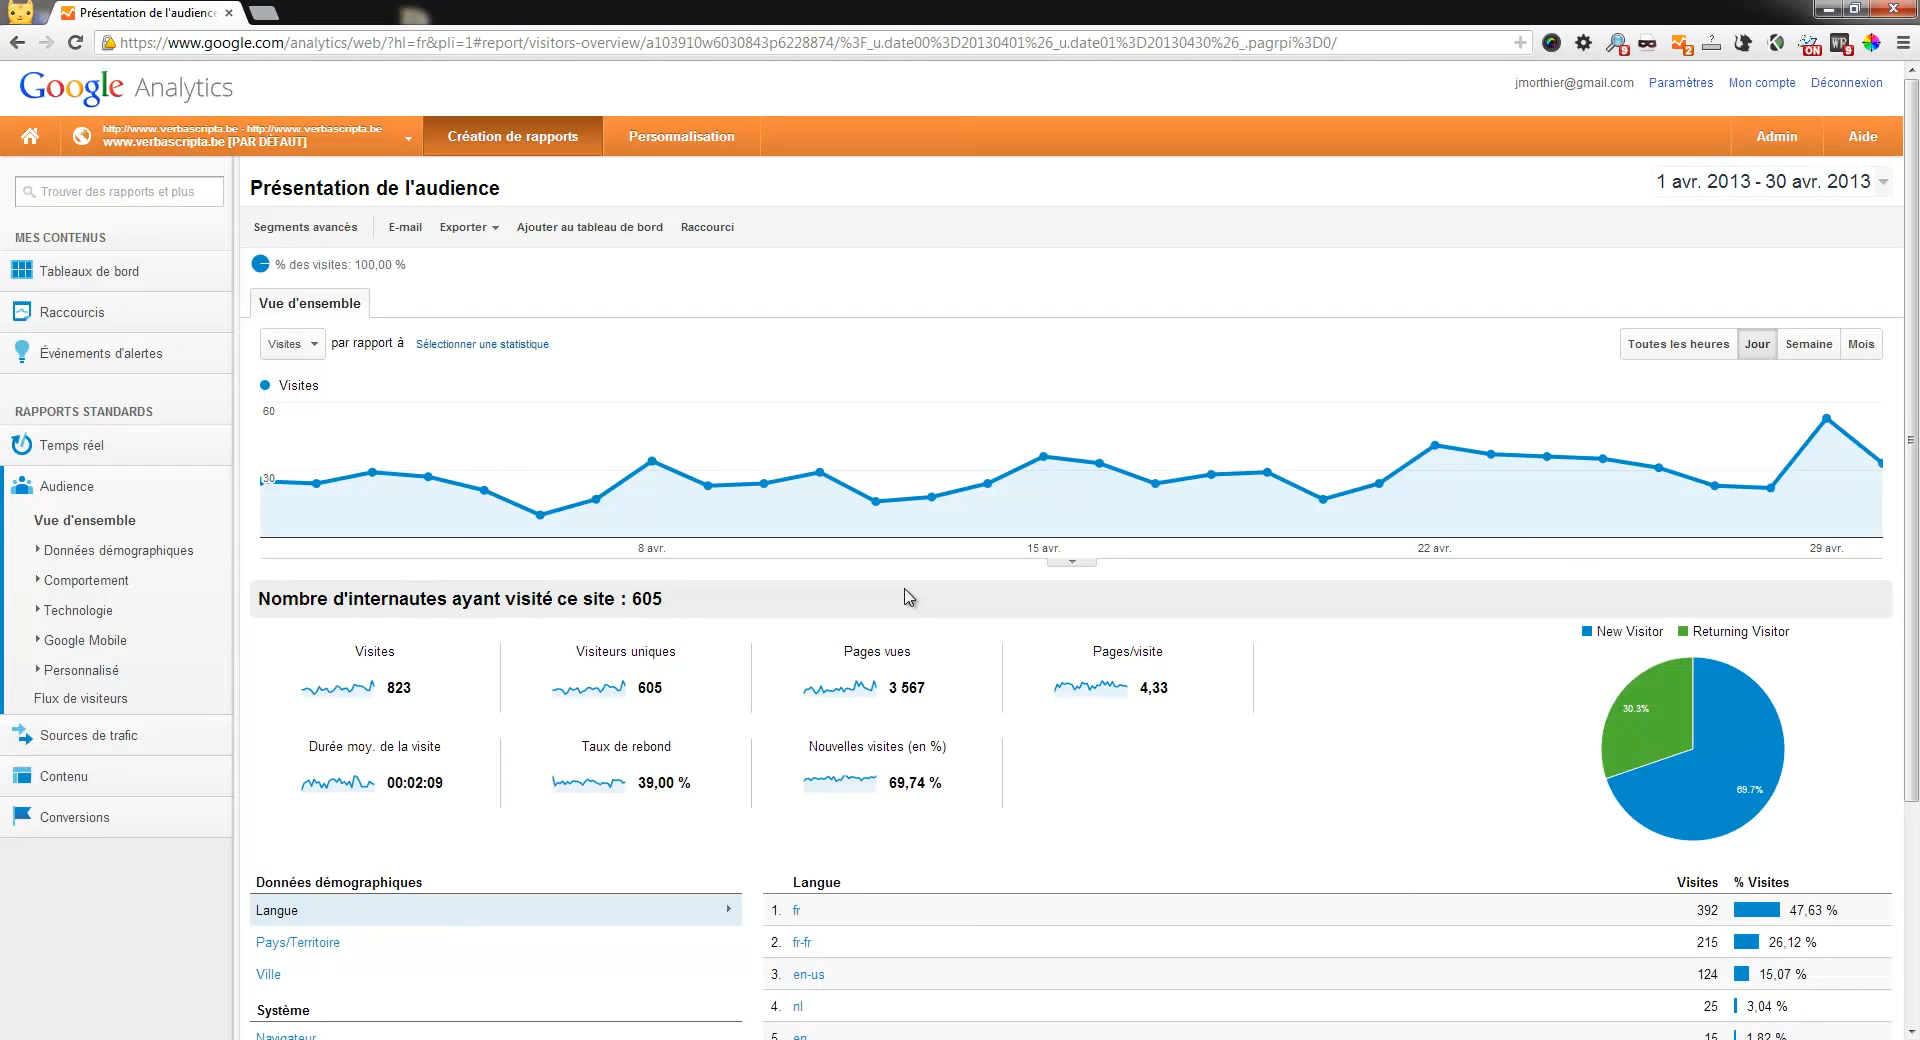 Présentation de l'audience
https://www.google.com/analytics/web/?hl=fr&pli=1#report/visitors-overview/a103910w6030843p6228874/%3F_u.date00%3D20130401%26_u.date01%3D20130430%26_.pagrpi%3D0/
Google Analytics
jmorthier@gmail.com Paramètres Mon compte Déconnexion
http://www.verbascripta.be - http://www.verbascripta.be
www.verbascripta.be [PAR DÉFAUT]
Création de rapports
Personnalisation
Admin
Aide
Trouver des rapports et plus
MES CONTENUS
Tableaux de bord
Raccourcis
Événements d'alertes
RAPPORTS STANDARDS
Temps réel
Audience
Vue d'ensemble
Données démographiques
Comportement
Technologie
Google Mobile
Personnalisé
Flux de visiteurs
Sources de trafic
Contenu
Conversions
Présentation de l'audience
1 avr. 2013 - 30 avr. 2013
Segments avancés E-mail Exporter Ajouter au tableau de bord Raccourci
% des visites: 100,00 %
Vue d'ensemble
Visites par rapport à Sélectionner une statistique
Toutes les heures Jour Semaine Mois
Visites
60
30
8 avr. 15 avr. 22 avr. 29 avr.
Nombre d'internautes ayant visité ce site : 605
Visites
823
Visiteurs uniques
605
Pages vues
3 567
Pages/visite
4,33
Durée moy. de la visite
00:02:09
Taux de rebond
39,00 %
Nouvelles visites (en %)
69,74 %
New Visitor Returning Visitor
30.3%
69.7%
Données démographiques
Langue
Pays/Territoire
Ville
Système
Navigateur
Langue Visites % Visites
1. fr 392 47,63 %
2. fr-fr 215 26,12 %
3. en-us 124 15,07 %
4. nl 25 3,04 %
5. en 15 1,82 %